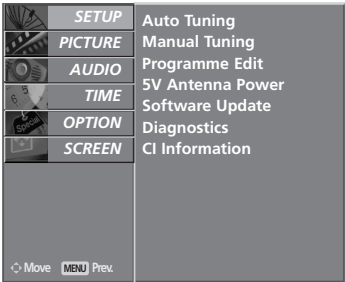 SETUP
PICTURE
AUDIO
TIME
OPTION
SCREEN
Auto Tuning
Manual Tuning
Programme Edit
5V Antenna Power
Software Update
Diagnostics
CI Information
Special
Move MENU Prev.